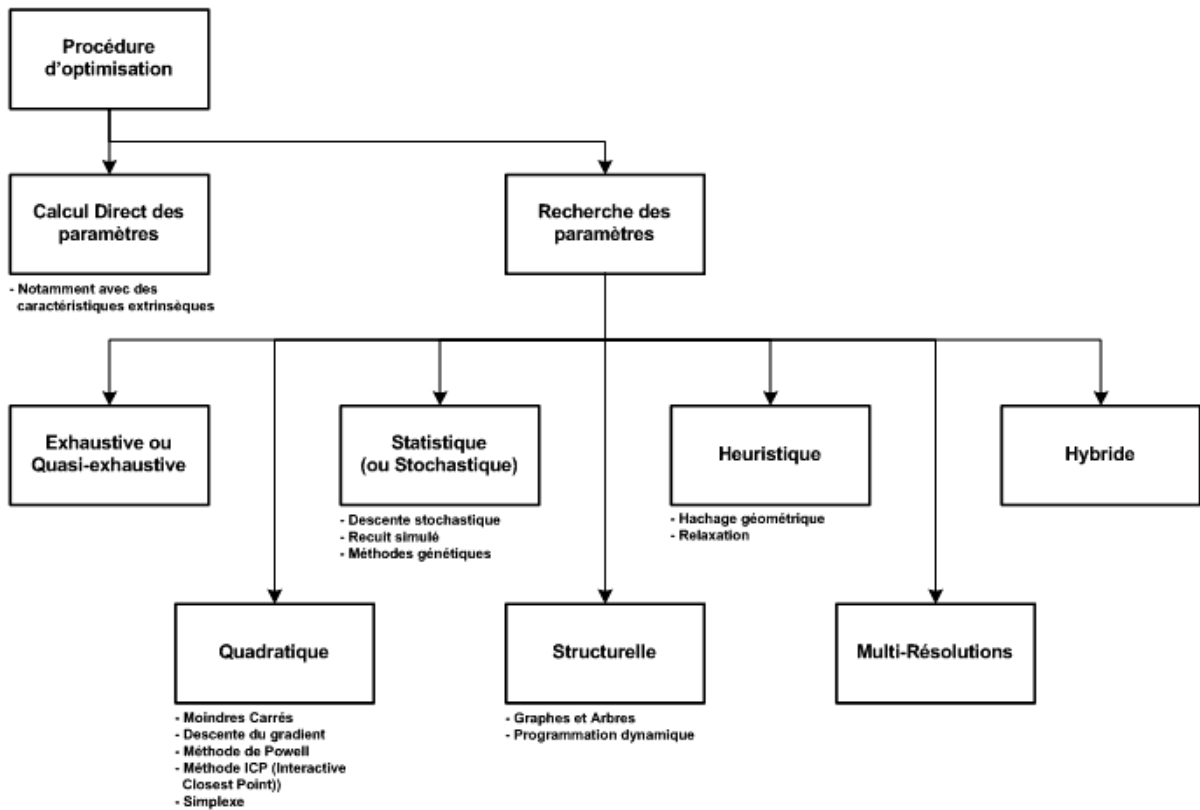 Procédure
d'optimisation
Calcul Direct des
paramètres
- Notamment avec des
caractéristiques extrinsèques
Recherche des
paramètres
Exhaustive ou
Quasi-exhaustive
Statistique
(ou Stochastique)
- Descente stochastique
- Recuit simulé
- Méthodes génétiques
Heuristique
- Hachage géométrique
- Relaxation
Hybride
Quadratique
- Moindres Carrés
- Descente du gradient
- Méthode de Powell
- Méthode ICP (Interactive
Closest Point))
- Simplexe
Structurelle
- Graphes et Arbres
- Programmation dynamique
Multi-Résolutions